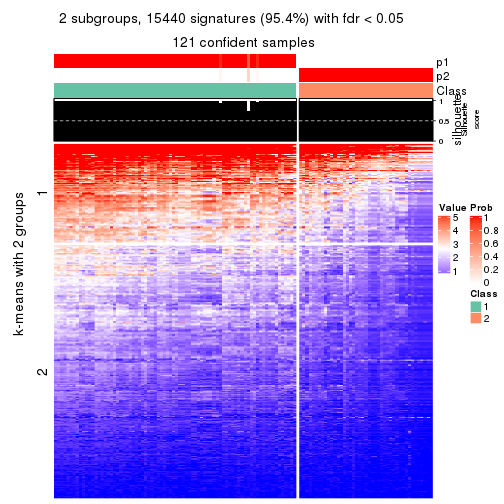 2 subgroups, 15440 signatures (95.4%) with fdr < 0.05
121 confident samples
p1
p2
Class
silhouette
Silhouette
score
1
0.5
0
k-means with 2 groups
1
2
Value
5
4
3
2
1
Prob
1
0.8
0.6
0.4
0.2
0
Class
1
2